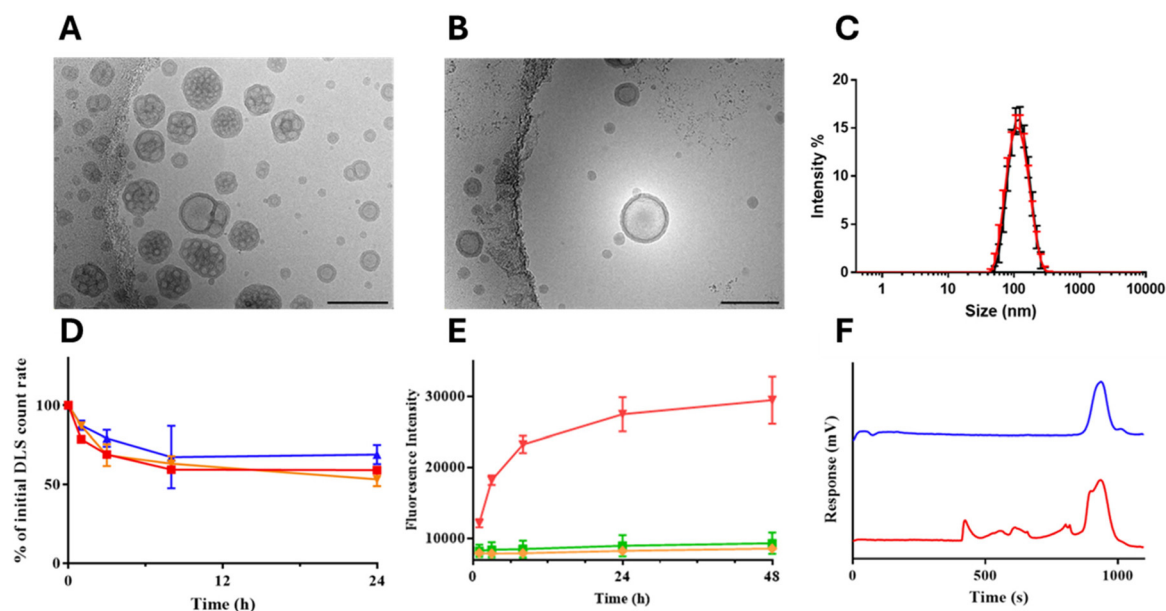 A
B
C
20
15
10
5
0
Intensity %
1
10
100
1000
10000
Size (nm)
D
100
50
0
% of initial DLS count rate
0
12
24
Time (h)
E
30000
20000
10000
Fluorescence Intensity
0
24
48
Time (h)
F
Response (mV)
0
500
1000
Time (s)